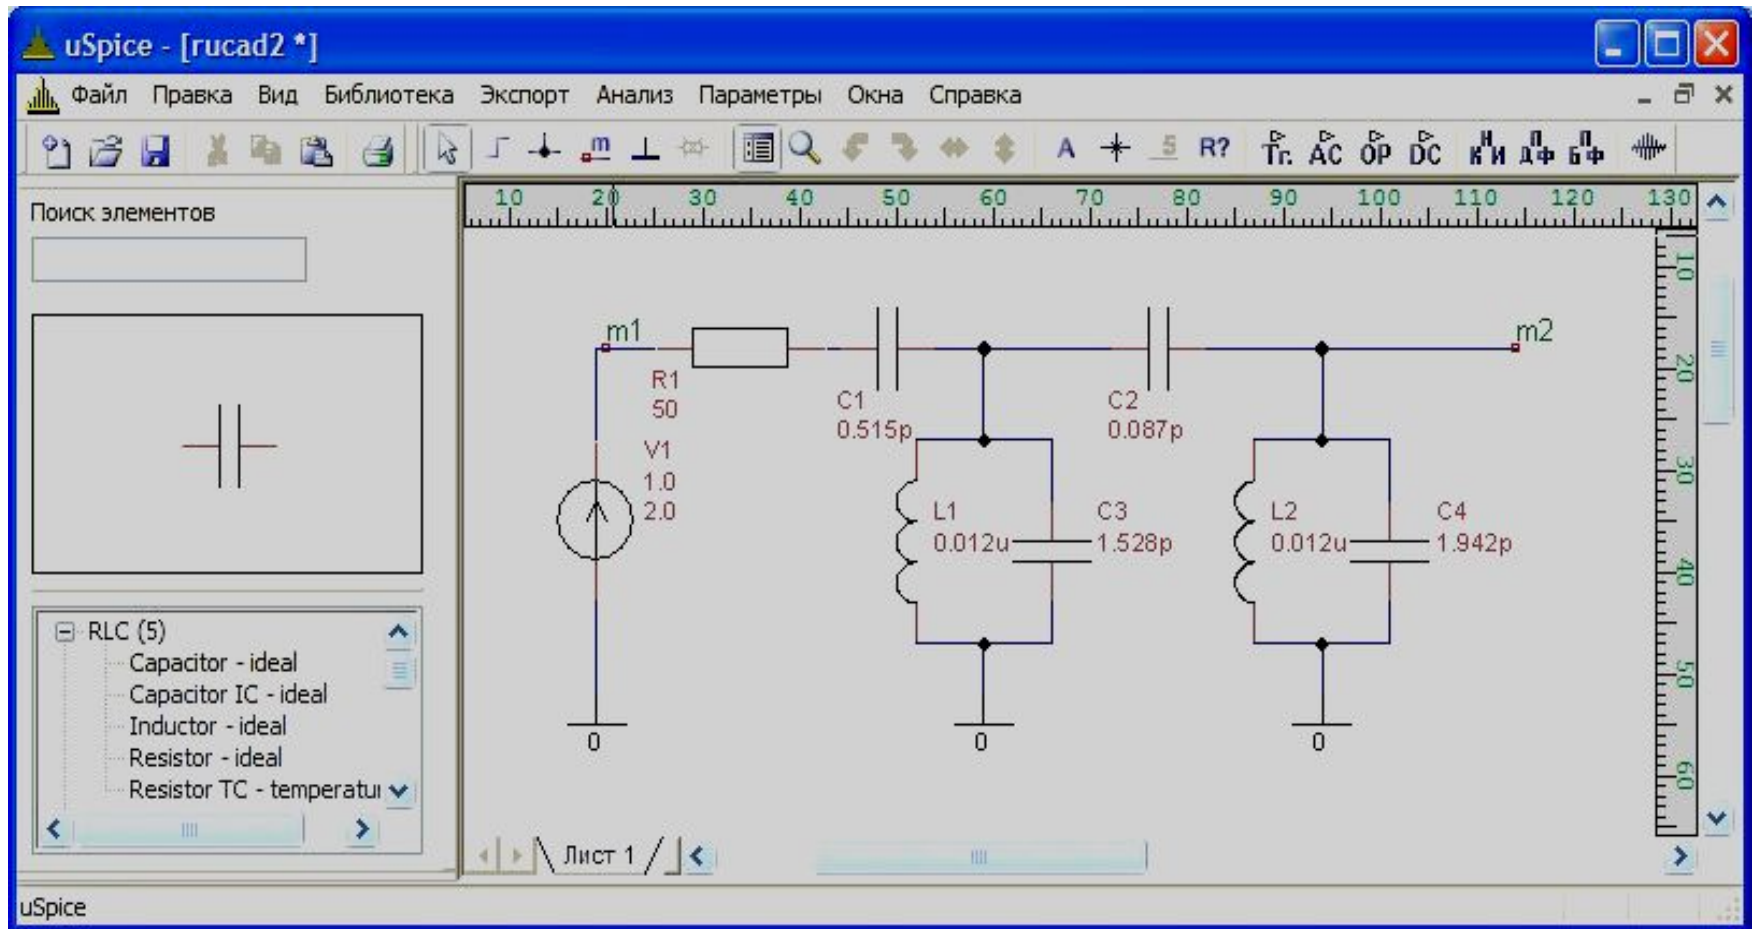 uSpice - [rucad2 *]
Файл Правка Вид Библиотека Экспорт Анализ Параметры Окна Справка
m A 5 R? Tr. AC OP DC КНИ ДПФ БПФ
Поиск элементов
10 20 30 40 50 60 70 80 90 100 110 120 130
10
20
30
40
50
60
m1
R1
50
V1
1.0
2.0
C1
0.515p
C2
0.087p
m2
L1
0.012u
C3
1.528p
L2
0.012u
C4
1.942p
0
0
0
RLC (5)
Capacitor - ideal
Capacitor IC - ideal
Inductor - ideal
Resistor - ideal
Resistor TC - temperatu
Лист 1
uSpice